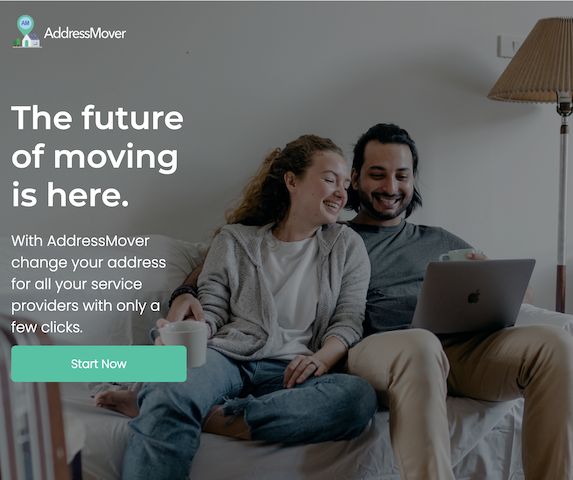 AM
AddressMover
The future
of moving
is here.
With AddressMover
change your address
for all your service
providers with only a
few clicks.
Start Now